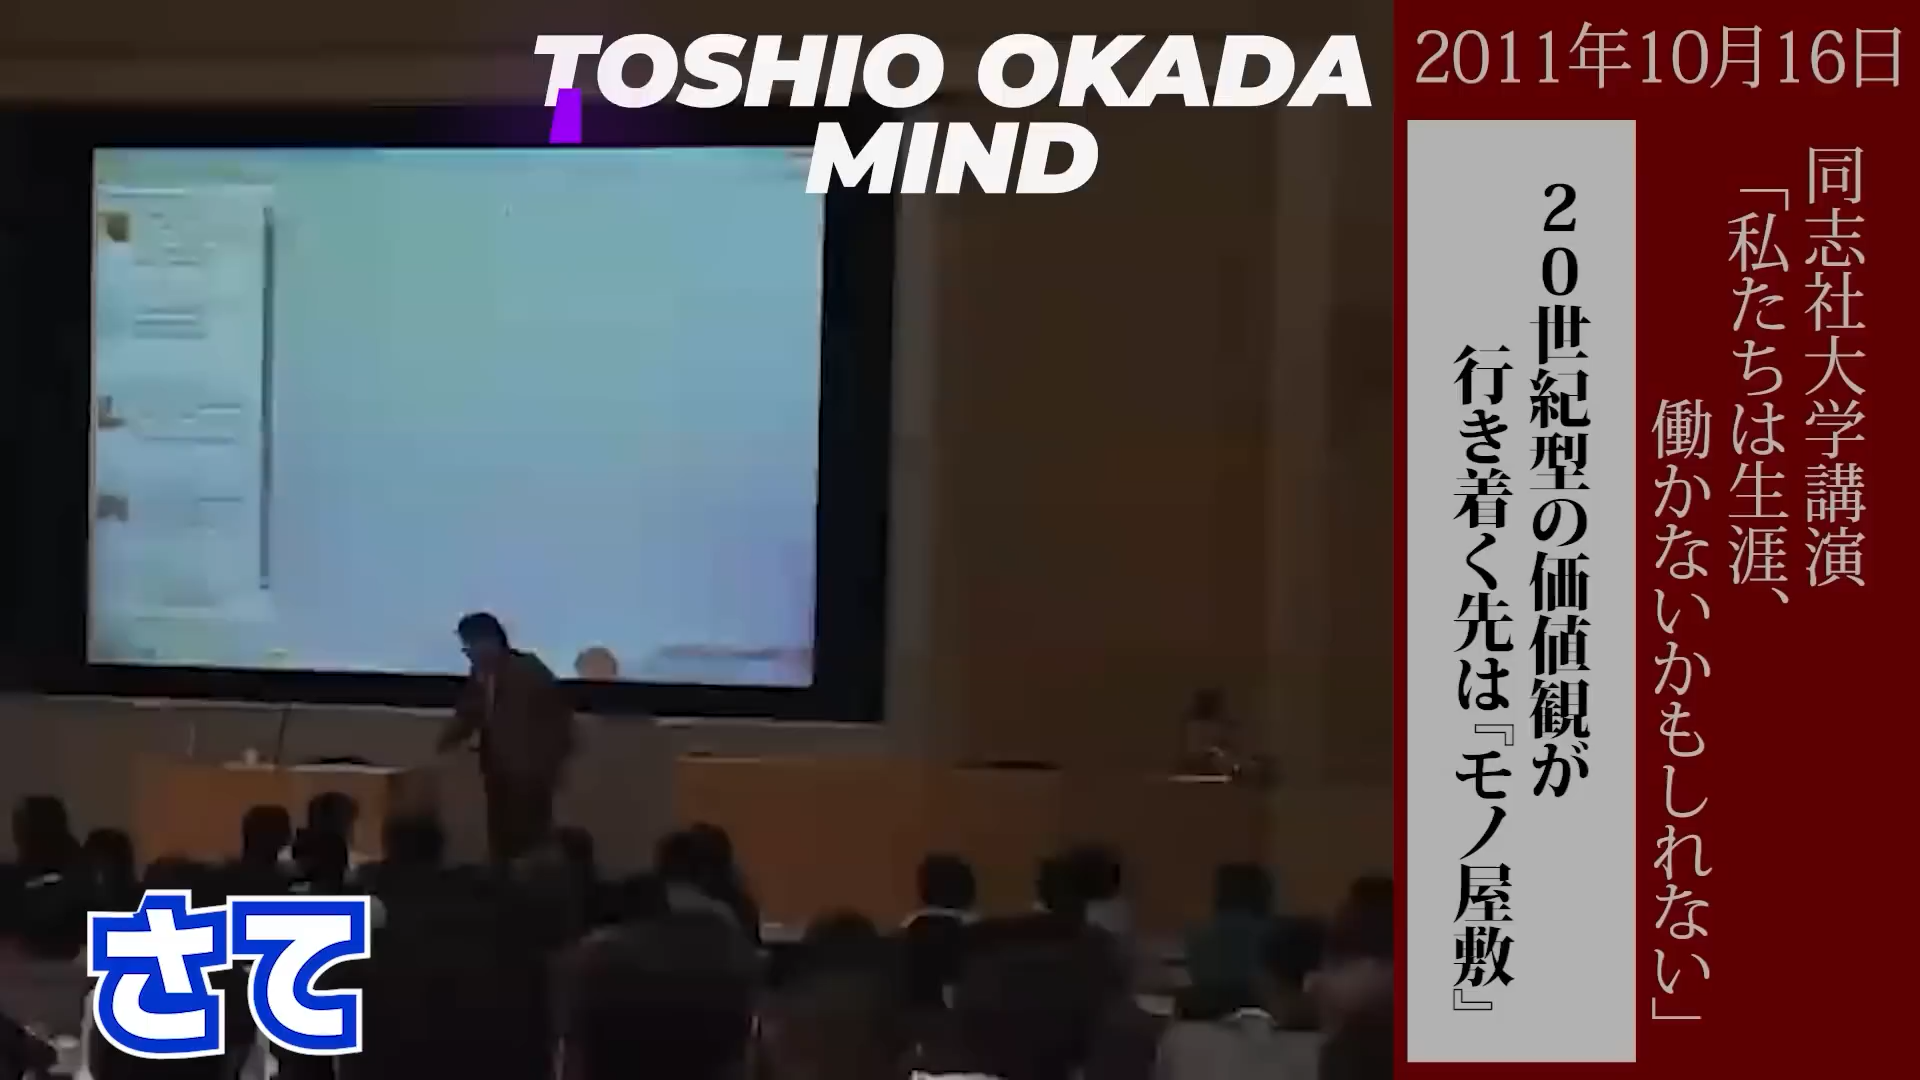 TOSHIO OKADA
MIND
2011年10月16日
同志社大学講演
「私たちは生涯、
働かないかもしれない」
20世紀型の価値観が
行き着く先は『モノ屋敷』
さて